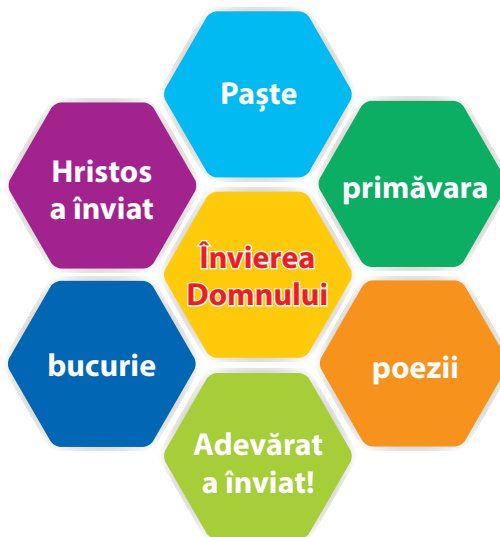 Paște
Hristos
a înviat
primăvara
Învierea
Domnului
bucurie
poezii
Adevărat
a înviat!